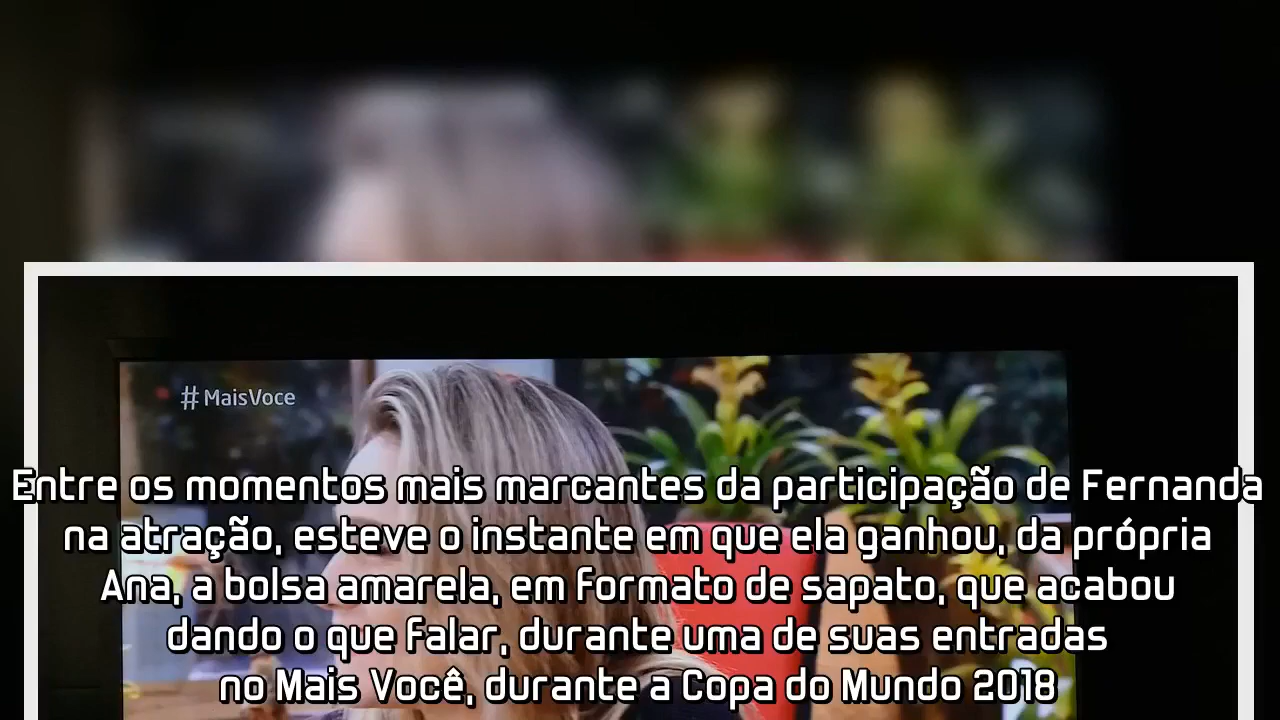 #MaisVoce
Entre os momentos mais marcantes da participação de Fernanda
na atração, esteve o instante em que ela ganhou, da própria
Ana, a bolsa amarela, em formato de sapato, que acabou
dando o que falar, durante uma de suas entradas
no Mais Você, durante a Copa do Mundo 2018